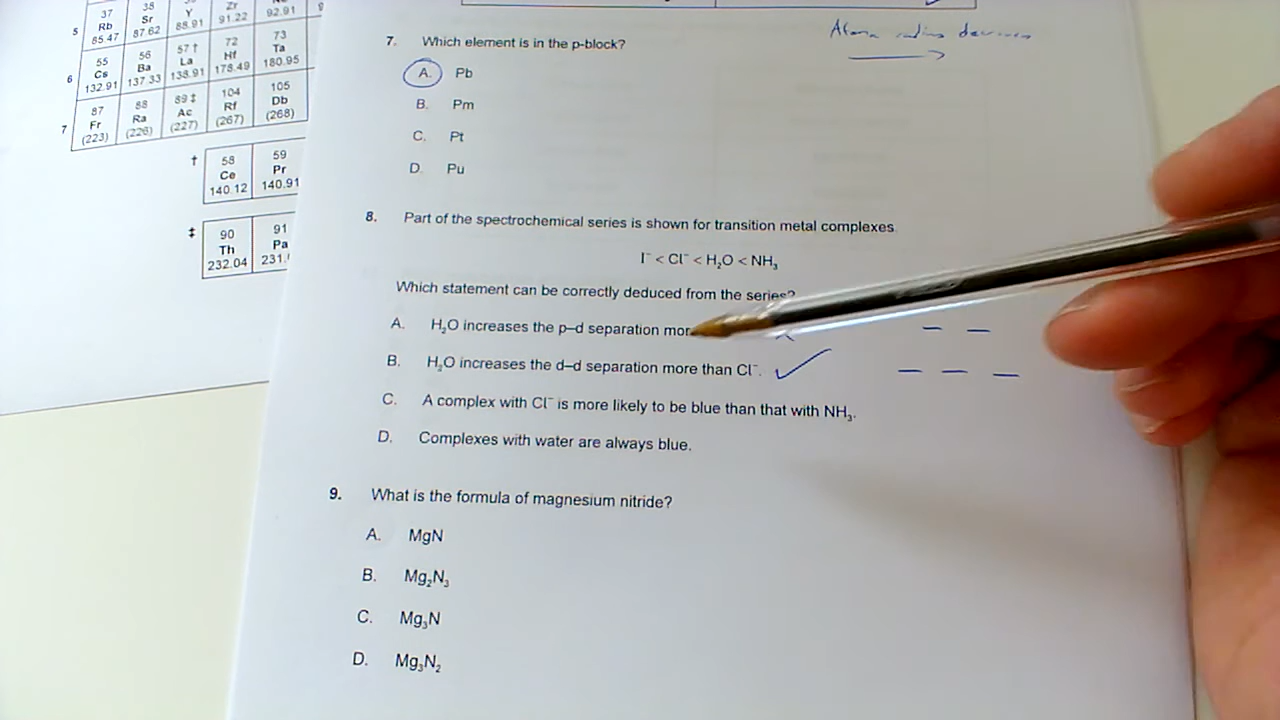 37 38 Y Zr 92.91
5 Rb Sr 88.91 91.22
85.47 87.62
55 56 57 † 72 73
6 Cs Ba La Hf Ta
132.91 137.33 138.91 178.49 180.95
87 88 89 ‡ 104 105
7 Fr Ra Ac Rf Db
(223) (226) (227) (267) (268)
† 58 59
Ce Pr
140.12 140.91
‡ 90 91
Th Pa
232.04 231.
radius
7. Which element is in the p-block?
A. Pb
B. Pm
C. Pt
D. Pu
8. Part of the spectrochemical series is shown for transition metal complexes.
I⁻ < Cl⁻ < H₂O < NH₃
Which statement can be correctly deduced from the series?
A. H₂O increases the p–d separation
B. H₂O increases the d–d separation more than Cl⁻.
C. A complex with Cl⁻ is more likely to be blue than that with NH₃.
D. Complexes with water are always blue.
9. What is the formula of magnesium nitride?
A. MgN
B. Mg₂N₃
C. Mg₃N
D. Mg₃N₂